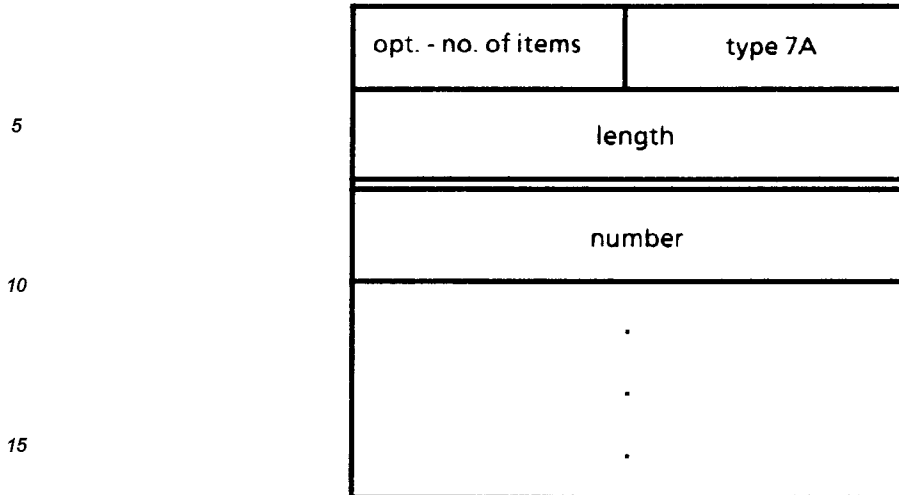 opt. - no. of items type 7A
5 length
number
10
.
.
15 .